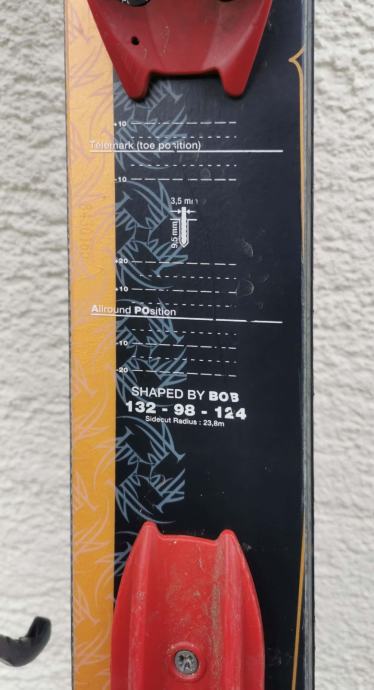 +10
Telemark (toe position)
-10
3,5 mm
9,5 mm
+20
+10
Allround POsition
-10
-20
SHAPED BY BOB
132 - 98 - 124
Sidecut Radius : 23,8m